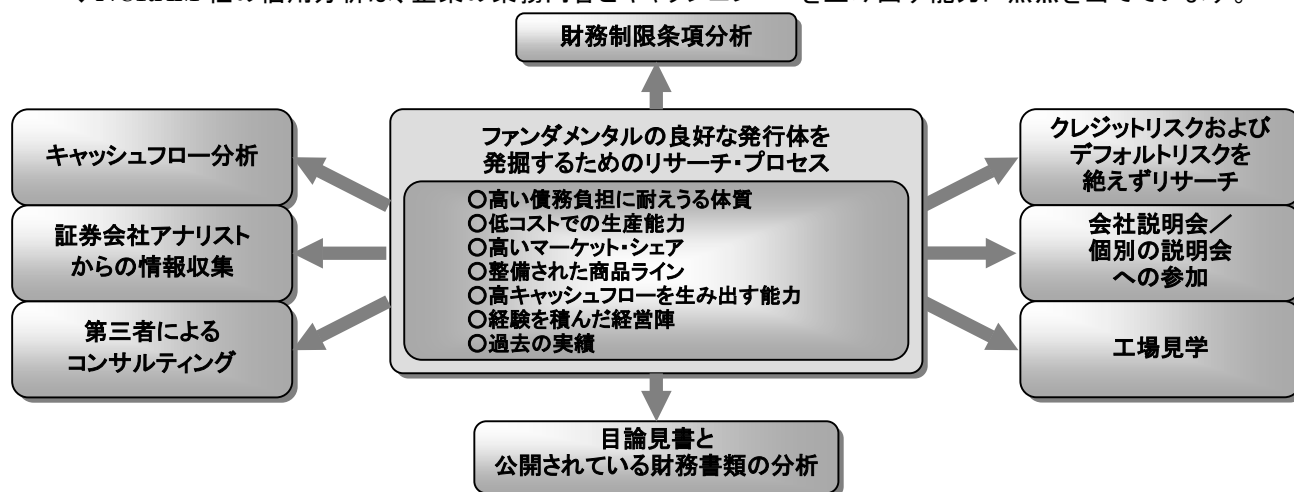 財務制限条項分析
キャッシュフロー分析
証券会社アナリスト
からの情報収集
第三者による
コンサルティング
ファンダメンタルの良好な発行体を
発掘するためのリサーチ・プロセス
○高い債務負担に耐えうる体質
○低コストでの生産能力
○高いマーケット・シェア
○整備された商品ライン
○高キャッシュフローを生み出す能力
○経験を積んだ経営陣
○過去の実績
クレジットリスクおよび
デフォルトリスクを
絶えずリサーチ
会社説明会／
個別の説明会
への参加
工場見学
目論見書と
公開されている財務書類の分析